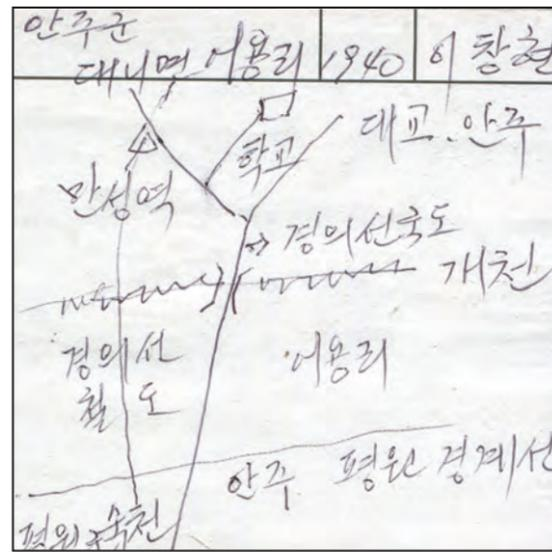 안주군
대니면 어용리 1940 이창현
학교 대교.안주
만성역
경의선국도
개천
경의선 어용리
철도
안주 평원 경계선
평원 숙천